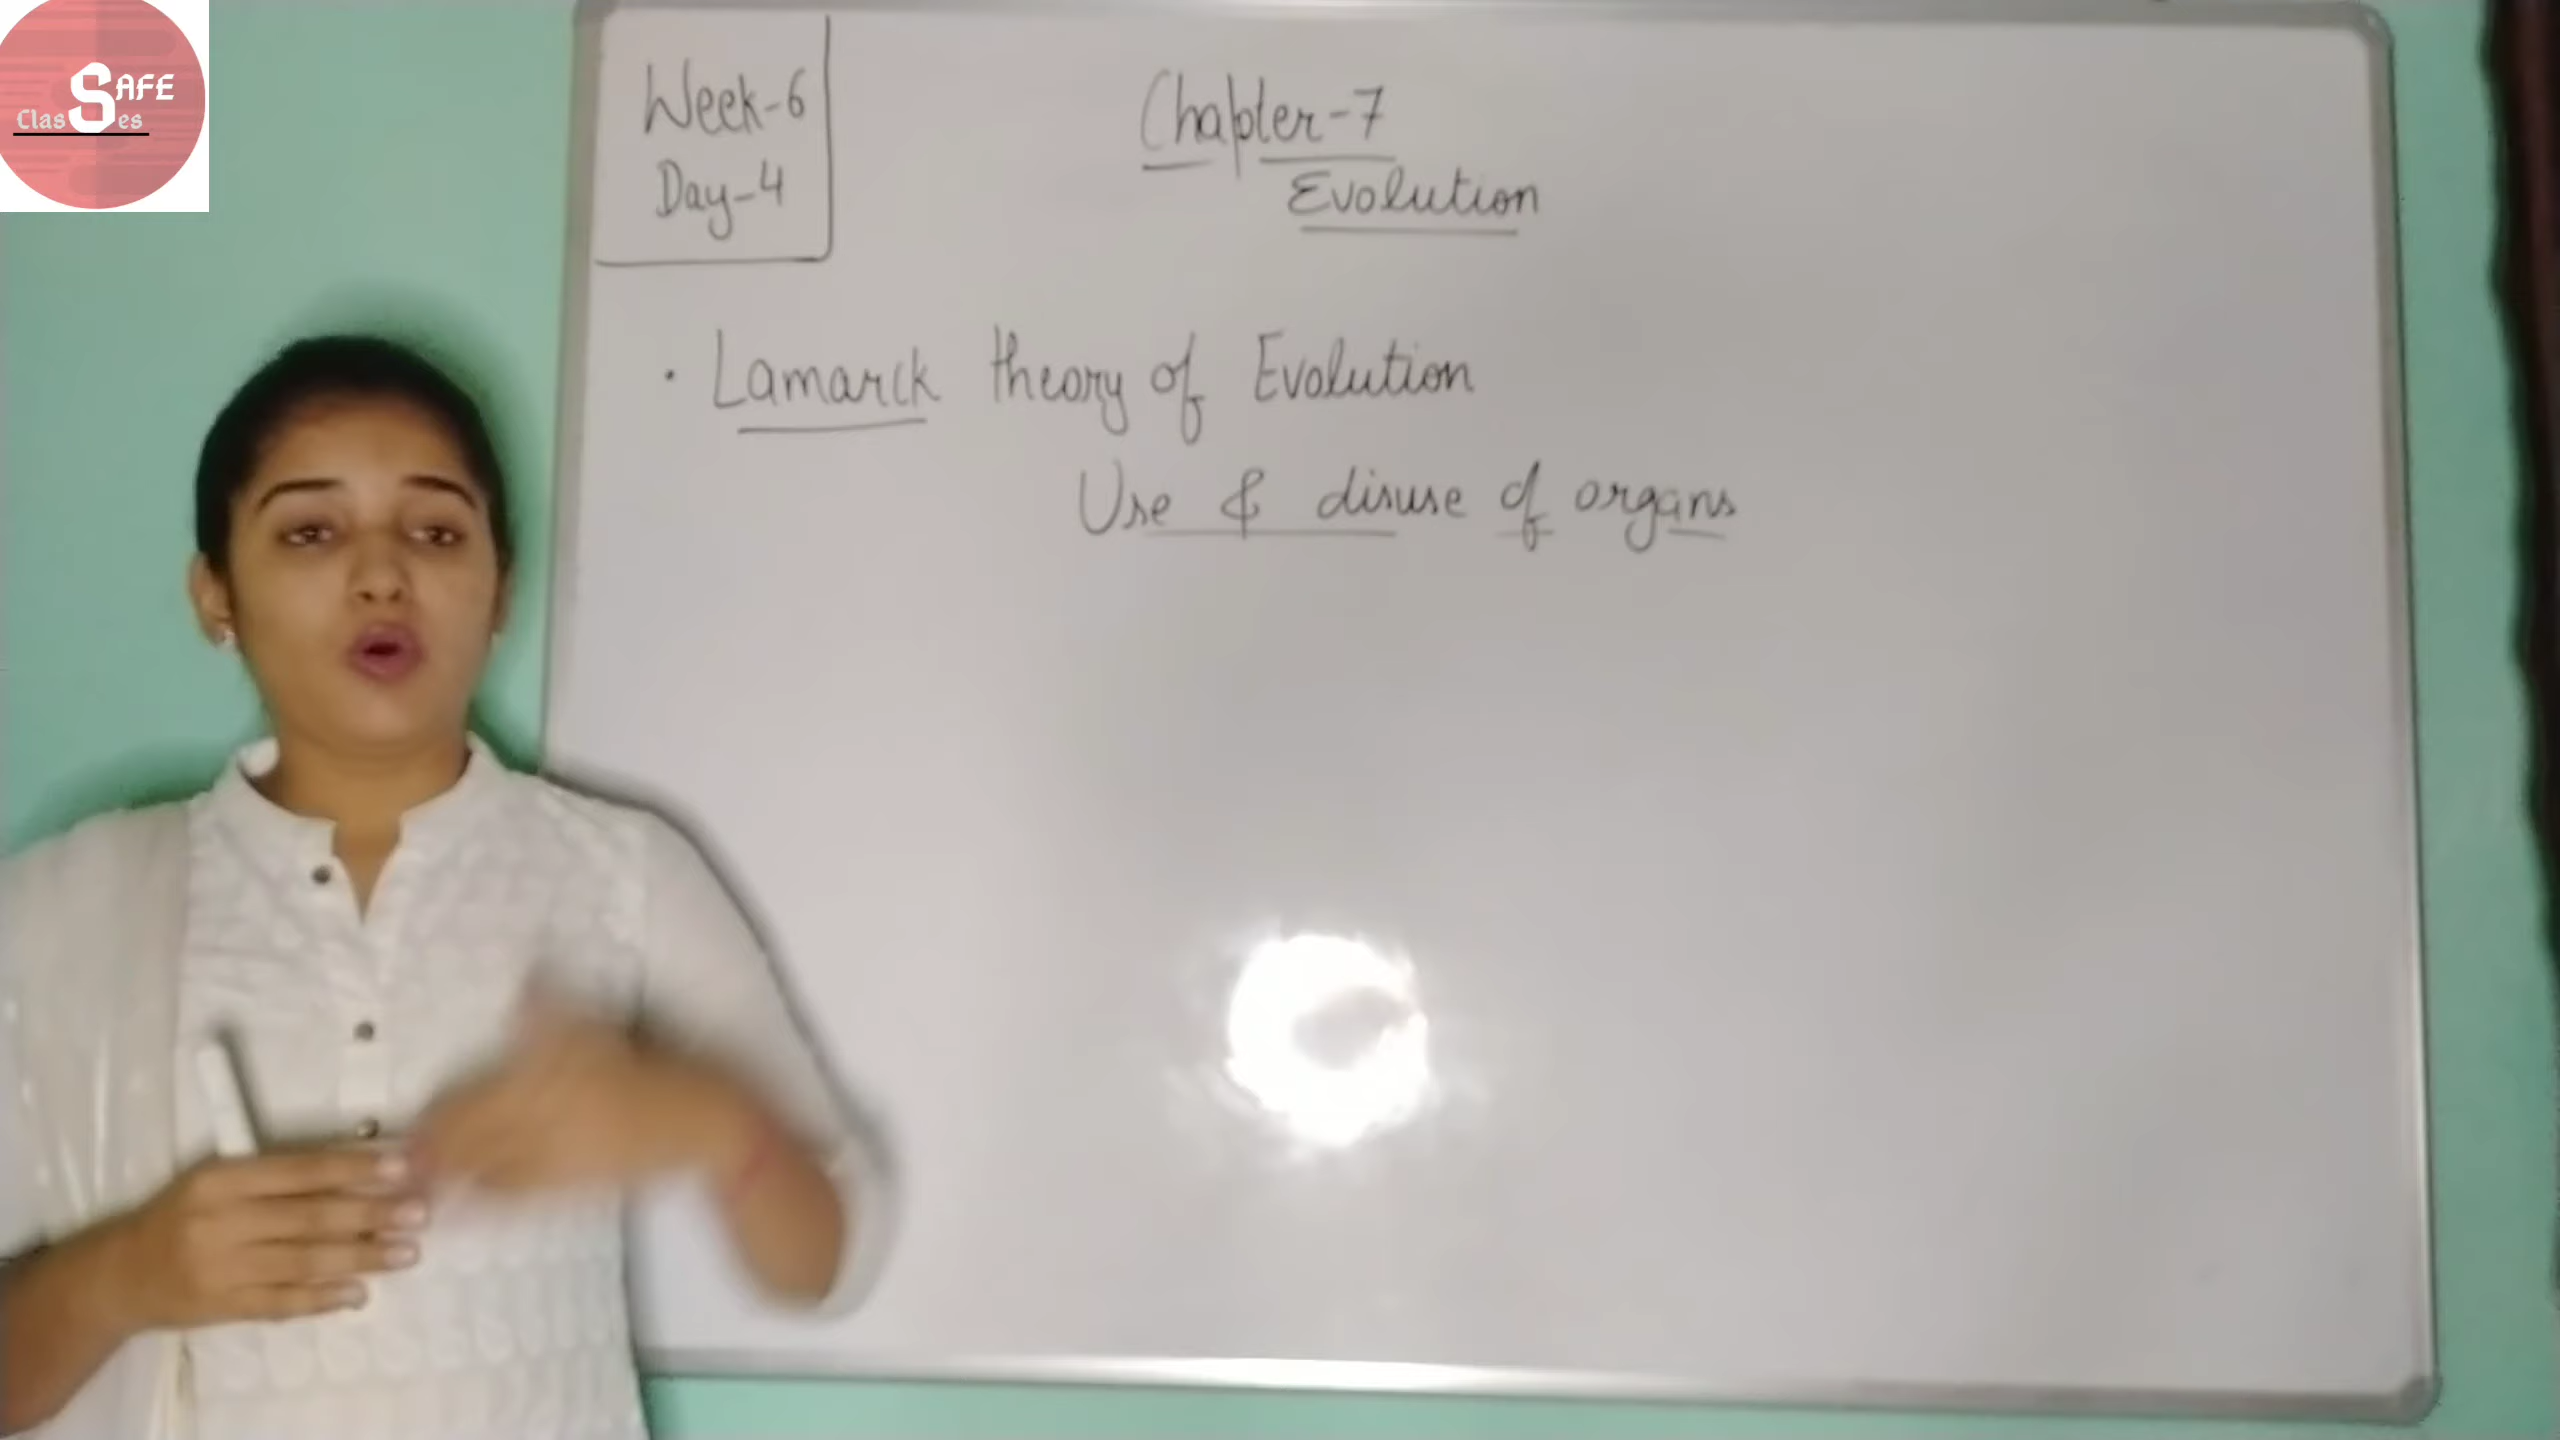 SAFE
Classes
Week-6
Day-4
Chapter-7
Evolution
• Lamarck theory of Evolution
Use & disuse of organs